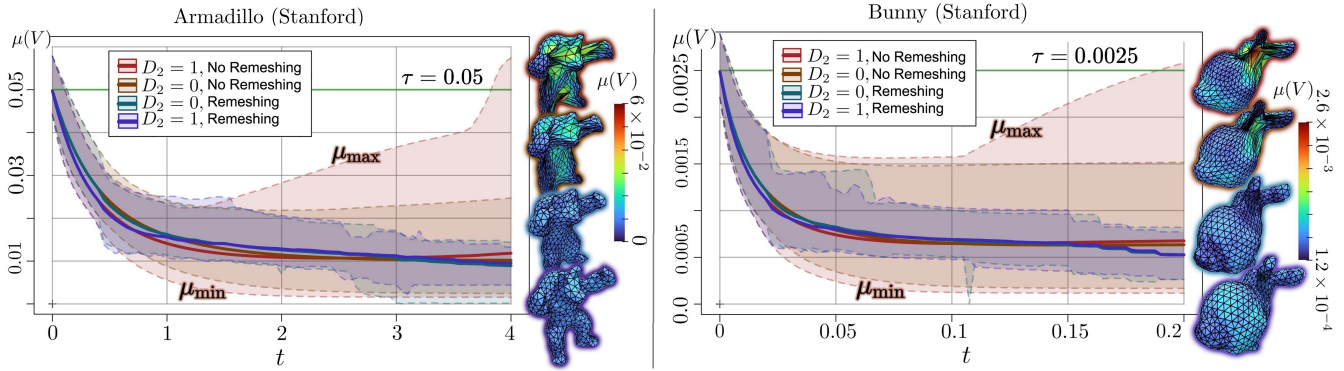 Armadillo (Stanford)
μ(V)
D₂ = 1, No Remeshing
D₂ = 0, No Remeshing
D₂ = 0, Remeshing
D₂ = 1, Remeshing
τ = 0.05
μmax
μmin
0.05
0.03
0.01
0
1
2
3
4
t
μ(V)
6 × 10⁻²
0
Bunny (Stanford)
μ(V)
D₂ = 1, No Remeshing
D₂ = 0, No Remeshing
D₂ = 0, Remeshing
D₂ = 1, Remeshing
τ = 0.0025
μmax
μmin
0.0025
0.0015
0.0005
0.0
0
0.05
0.1
0.15
0.2
t
μ(V)
2.6 × 10⁻³
1.2 × 10⁻⁴